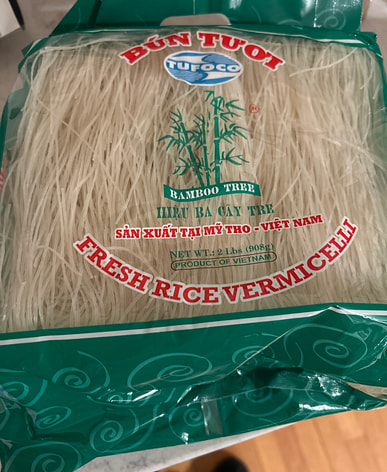 BÚN TUOI
TUFOCO
®
BAMBOO TREE
HIỆU BA CÂY TRE
SẢN XUẤT TẠI MỸ THO - VIỆT NAM
NET WT.: 2 Lbs (908g)
PRODUCT OF VIETNAM
FRESH RICE VERMICELLI